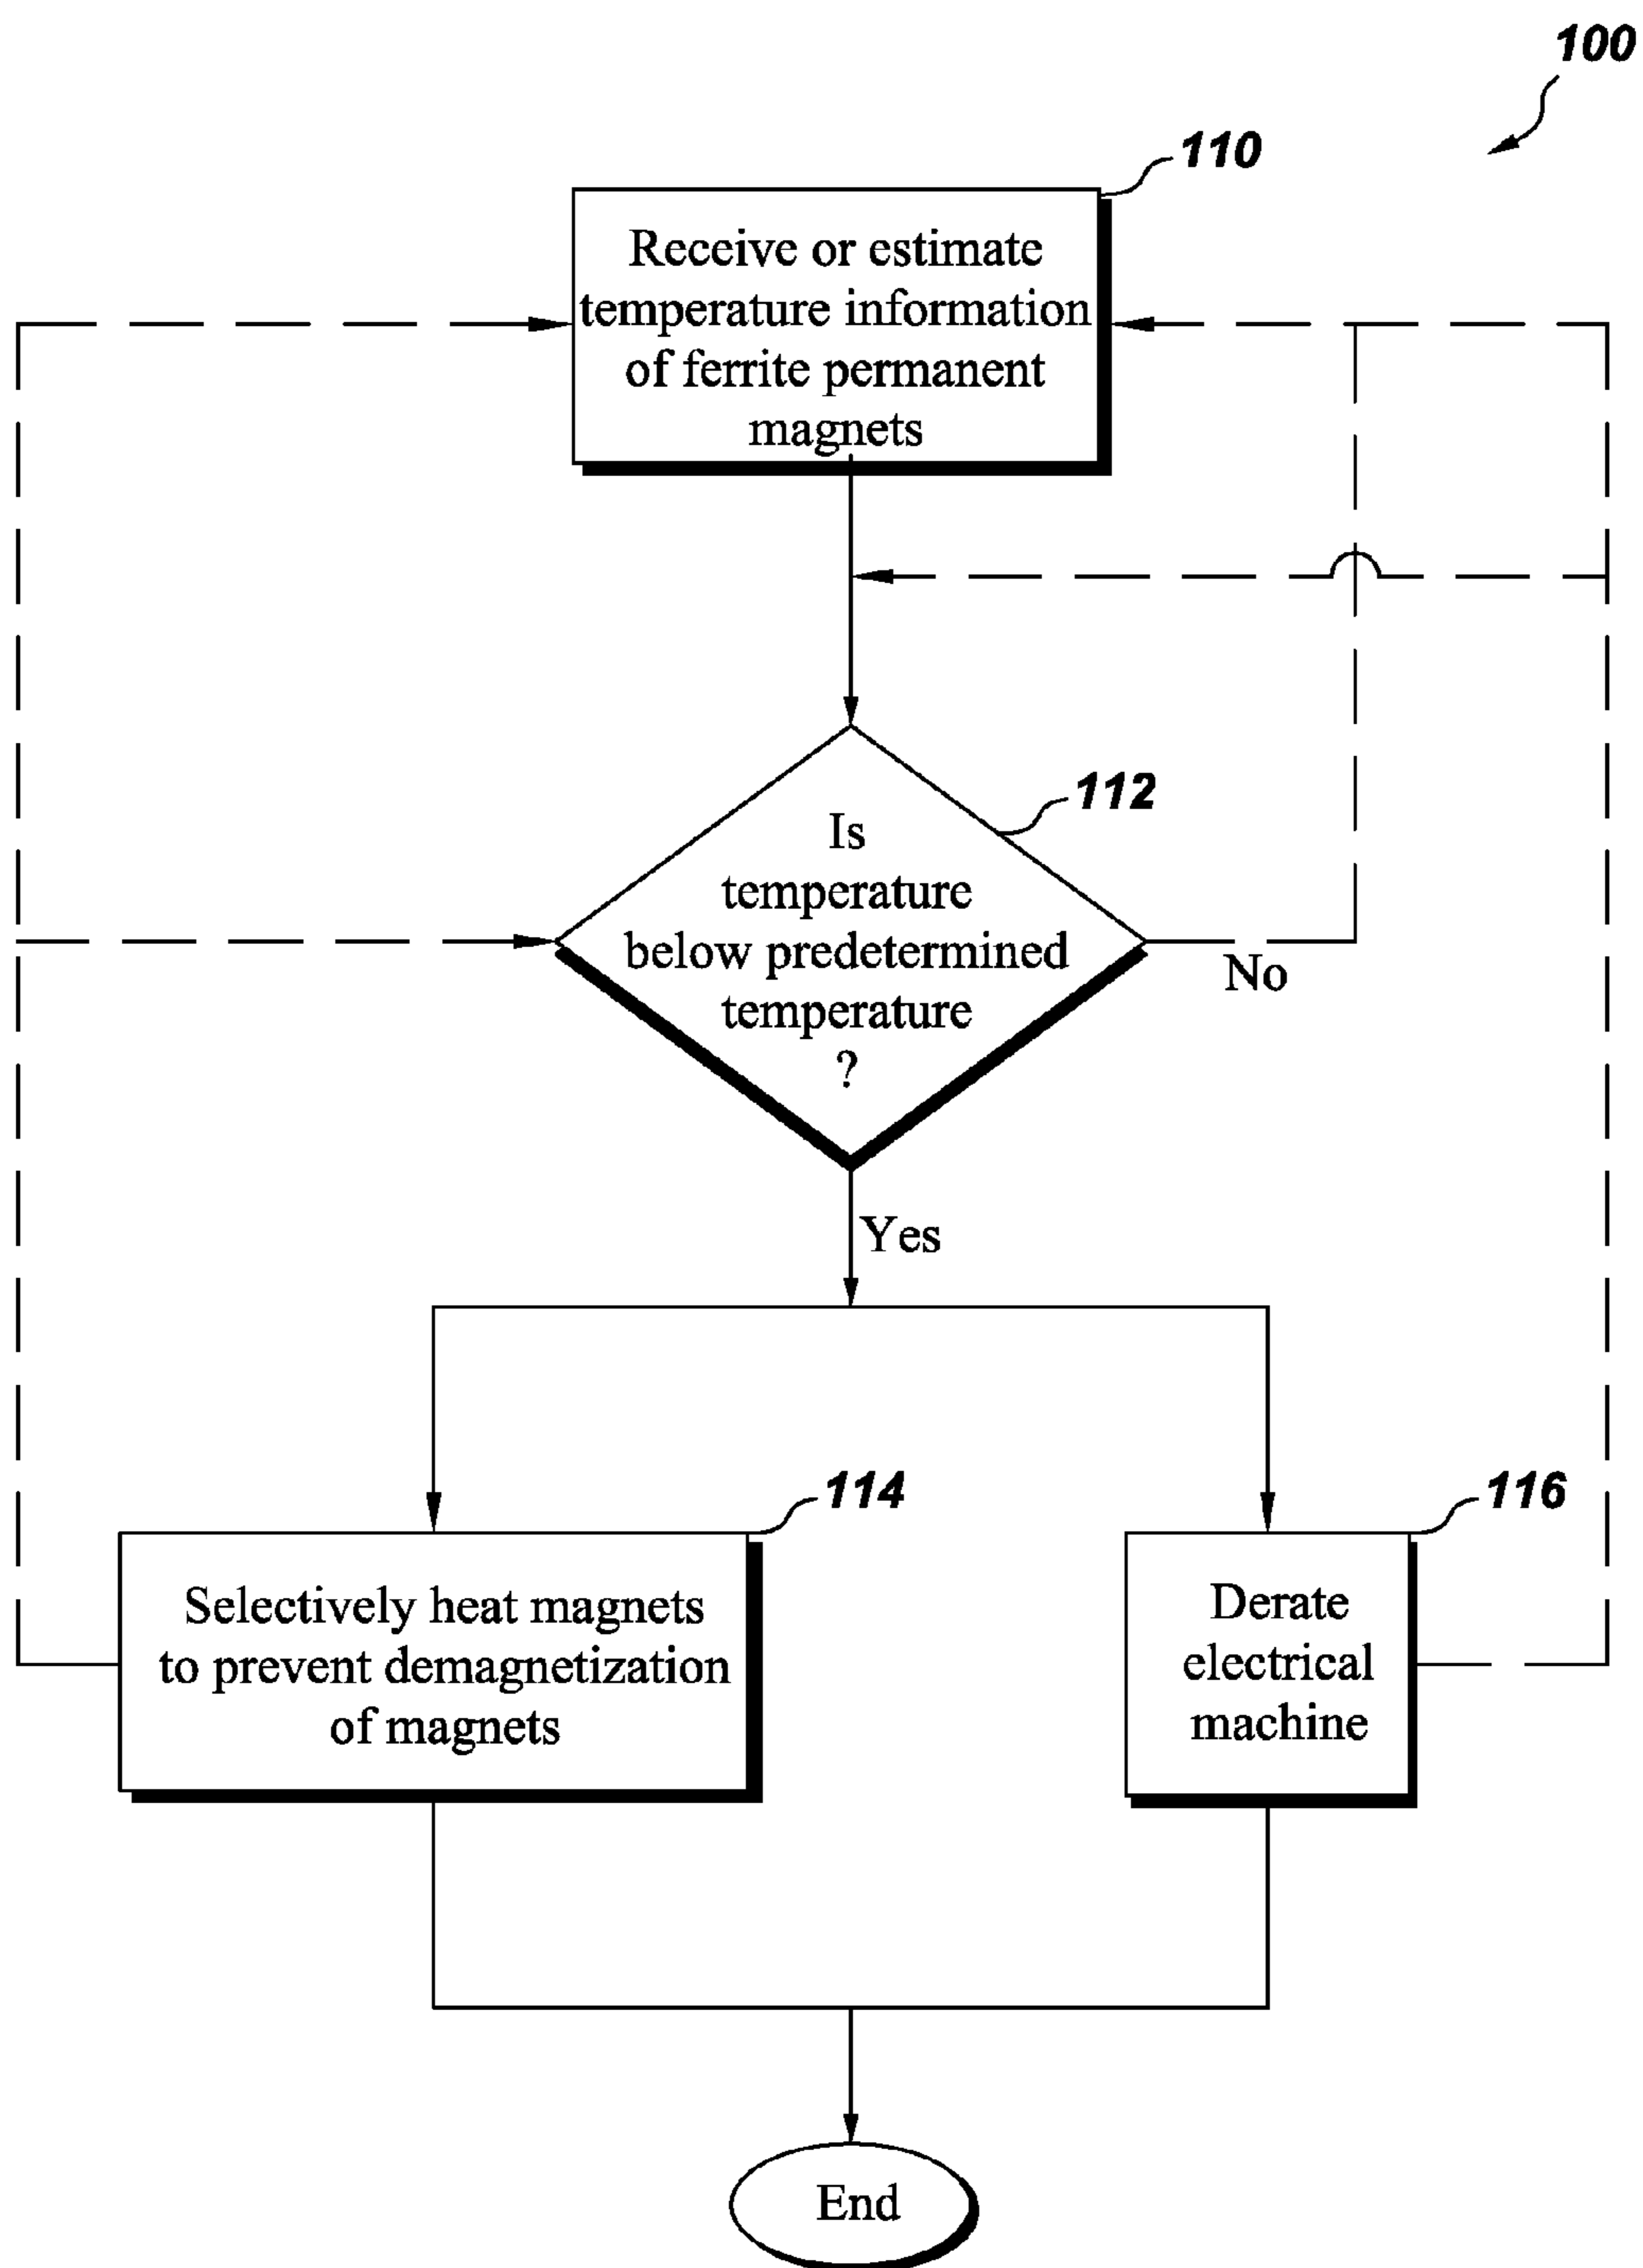 100
110
Receive or estimate
temperature information
of ferrite permanent
magnets
112
Is
temperature
below predetermined
temperature
?
No
Yes
114
116
Selectively heat magnets
to prevent demagnetization
of magnets
Derate
electrical
machine
End